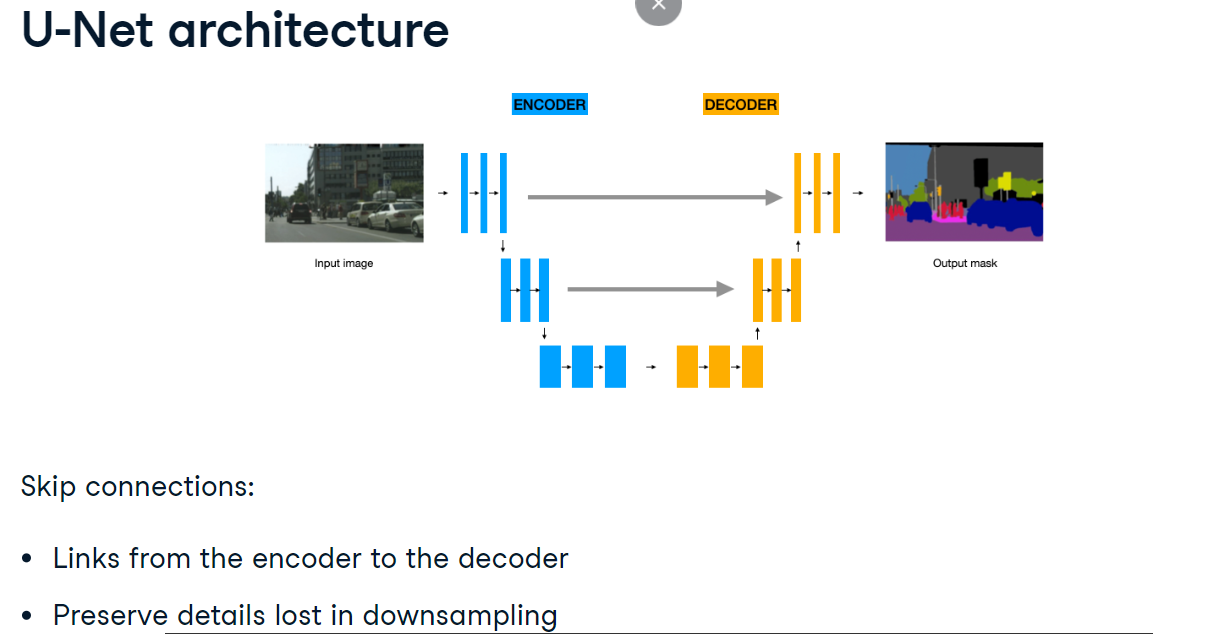 U-Net architecture
ENCODER
DECODER
Input image
Output mask
Skip connections:
• Links from the encoder to the decoder
• Preserve details lost in downsampling